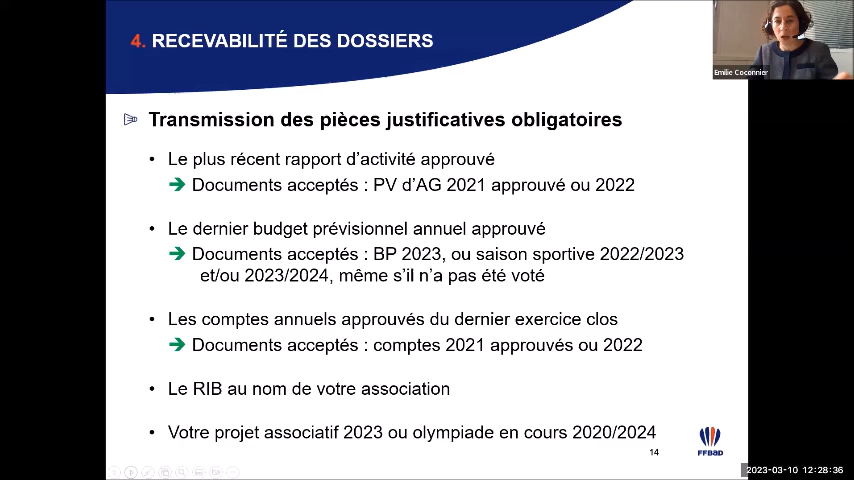 4. RECEVABILITÉ DES DOSSIERS
Emilie Coconnier
Transmission des pièces justificatives obligatoires
• Le plus récent rapport d’activité approuvé
➔ Documents acceptés : PV d’AG 2021 approuvé ou 2022
• Le dernier budget prévisionnel annuel approuvé
➔ Documents acceptés : BP 2023, ou saison sportive 2022/2023
et/ou 2023/2024, même s’il n’a pas été voté
• Les comptes annuels approuvés du dernier exercice clos
➔ Documents acceptés : comptes 2021 approuvés ou 2022
• Le RIB au nom de votre association
• Votre projet associatif 2023 ou olympiade en cours 2020/2024
14
FFBaD
2023-03-10 12:28:36